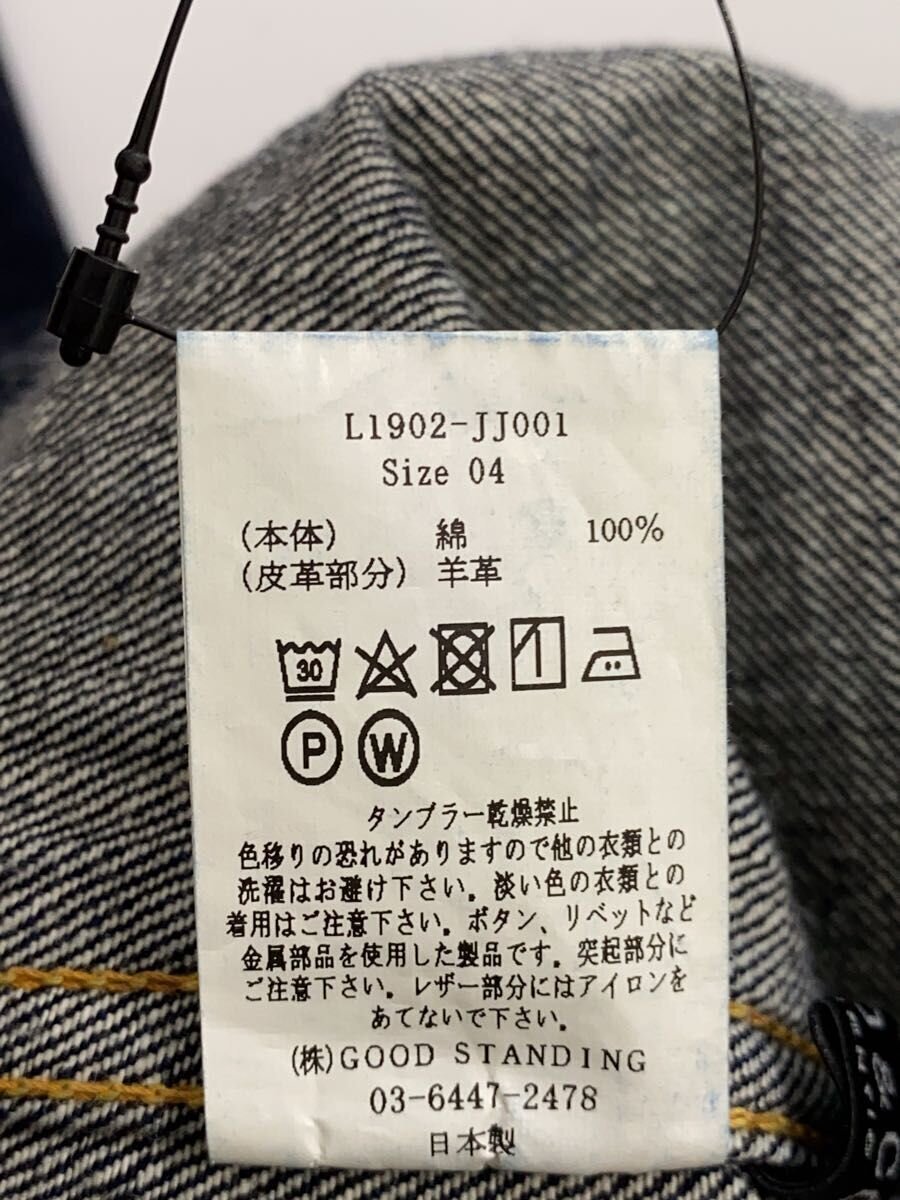 L1902-JJ001
Size 04
(本体) 綿 100%
(皮革部分) 羊革
30
P W
タンブラー乾燥禁止
色移りの恐れがありますので他の衣類との
洗濯はお避け下さい。淡い色の衣類との
着用はご注意下さい。ボタン、リベットなど
金属部品を使用した製品です。突起部分に
ご注意下さい。レザー部分にはアイロンを
あてないで下さい。
(株)GOOD STANDING
03-6447-2478
日本製